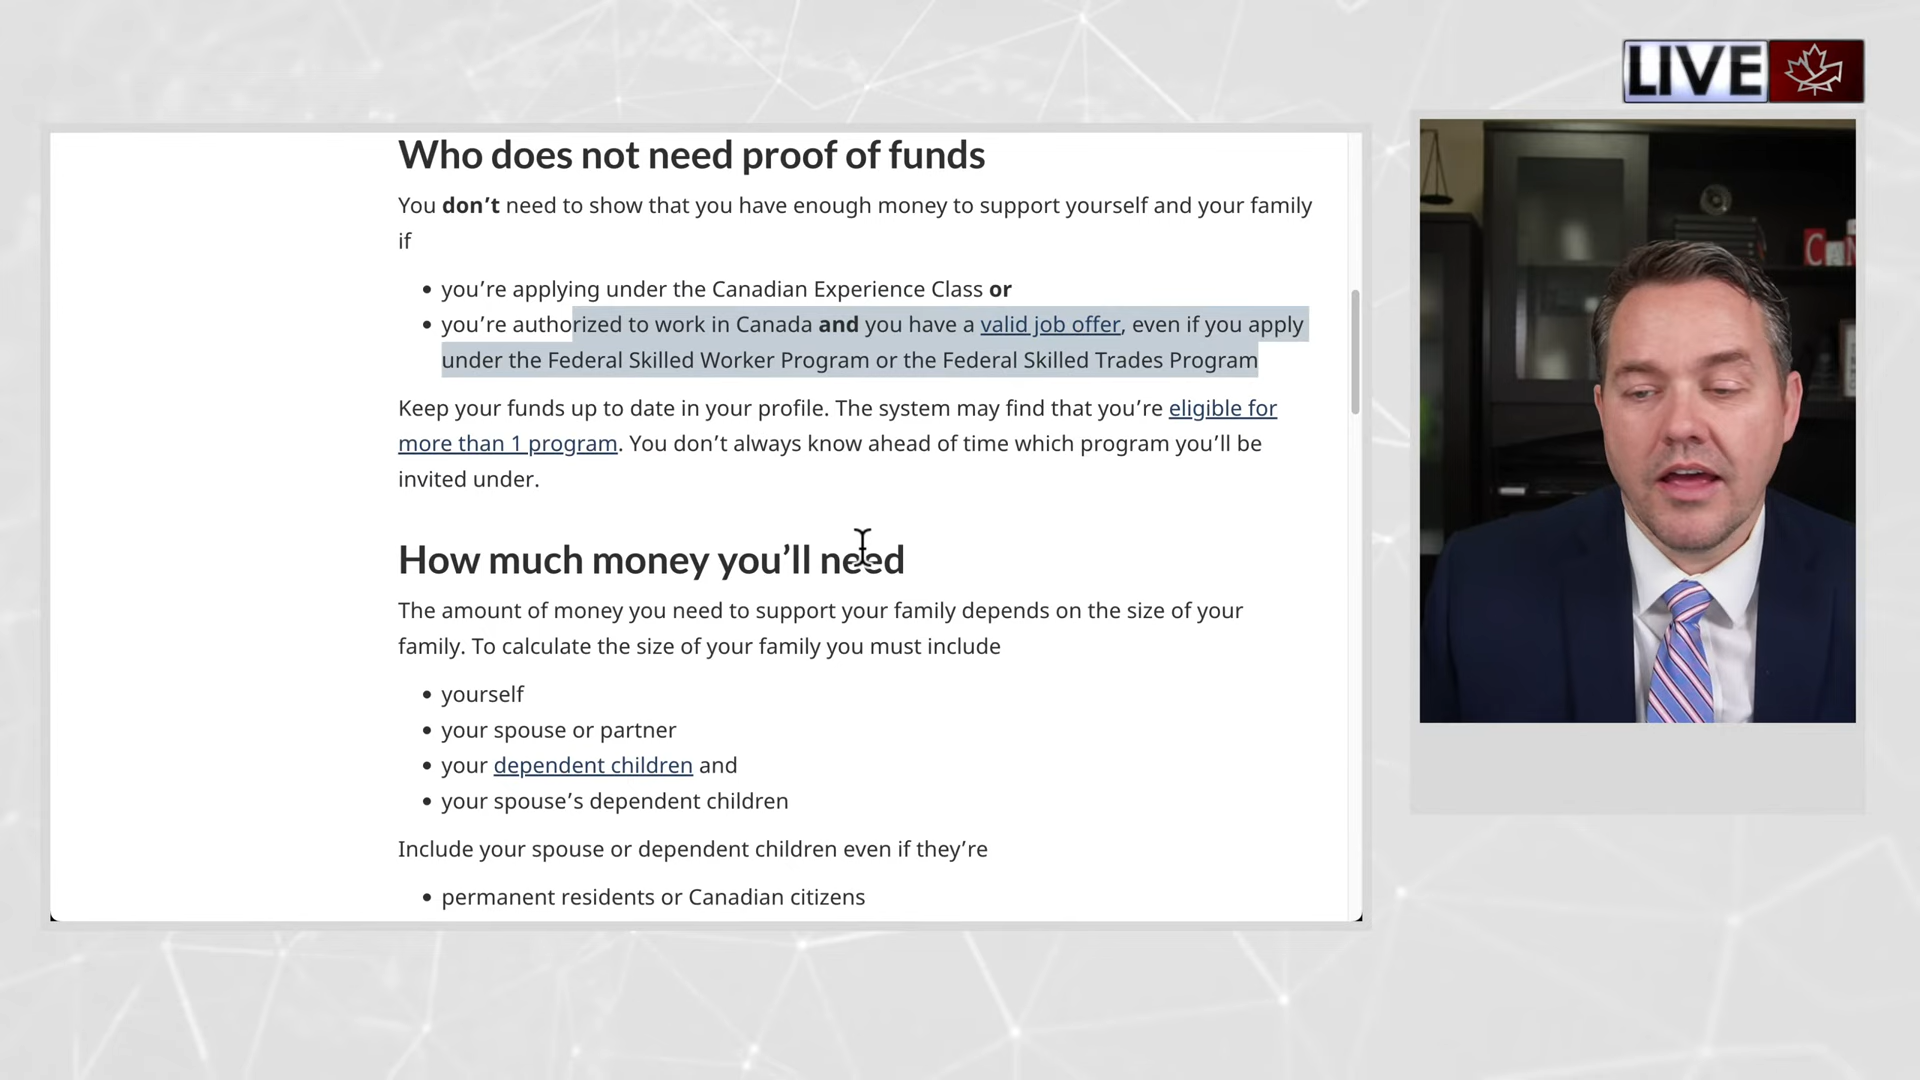 LIVE
Who does not need proof of funds
You don’t need to show that you have enough money to support yourself and your family
if
• you’re applying under the Canadian Experience Class or
• you’re authorized to work in Canada and you have a valid job offer, even if you apply
under the Federal Skilled Worker Program or the Federal Skilled Trades Program
Keep your funds up to date in your profile. The system may find that you’re eligible for
more than 1 program. You don’t always know ahead of time which program you’ll be
invited under.
How much money you’ll need
The amount of money you need to support your family depends on the size of your
family. To calculate the size of your family you must include
• yourself
• your spouse or partner
• your dependent children and
• your spouse’s dependent children
Include your spouse or dependent children even if they’re
• permanent residents or Canadian citizens